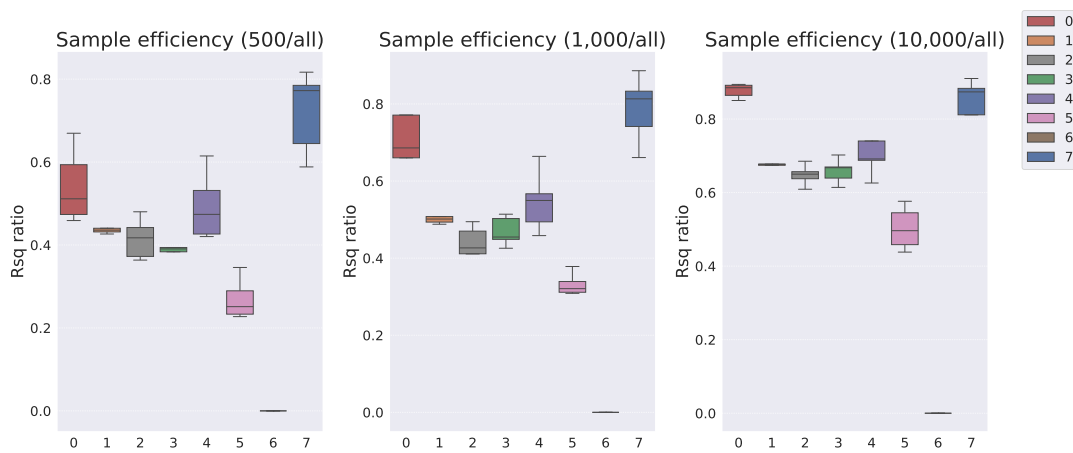 Sample efficiency (500/all)
Rsq ratio
0.8
0.6
0.4
0.2
0.0
0 1 2 3 4 5 6 7
Sample efficiency (1,000/all)
Rsq ratio
0.8
0.6
0.4
0.2
0.0
0 1 2 3 4 5 6 7
Sample efficiency (10,000/all)
Rsq ratio
0.8
0.6
0.4
0.2
0.0
0 1 2 3 4 5 6 7
0
1
2
3
4
5
6
7